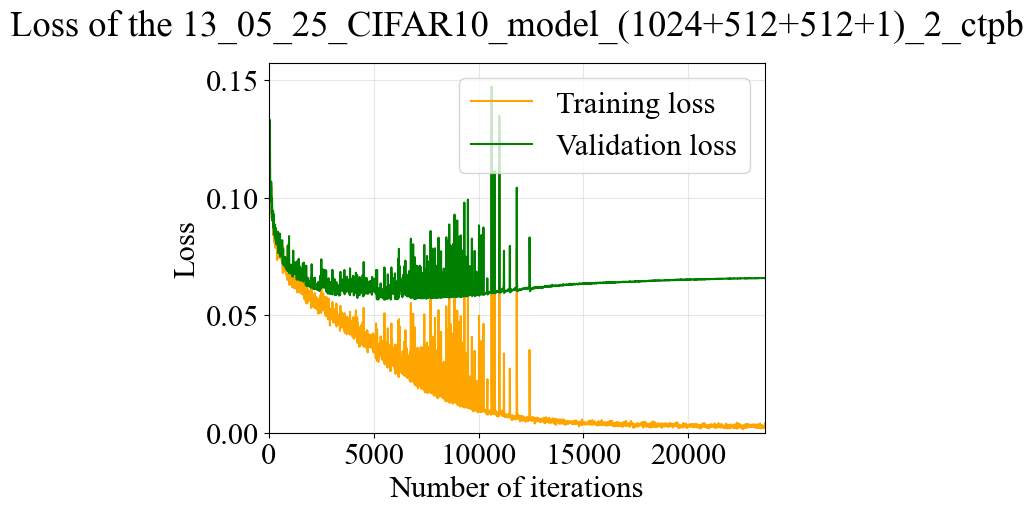 Loss of the 13_05_25_CIFAR10_model_(1024+512+512+1)_2_ctpb
Training loss
Validation loss
0.15
0.10
0.05
0.00
Loss
0 5000 10000 15000 20000
Number of iterations